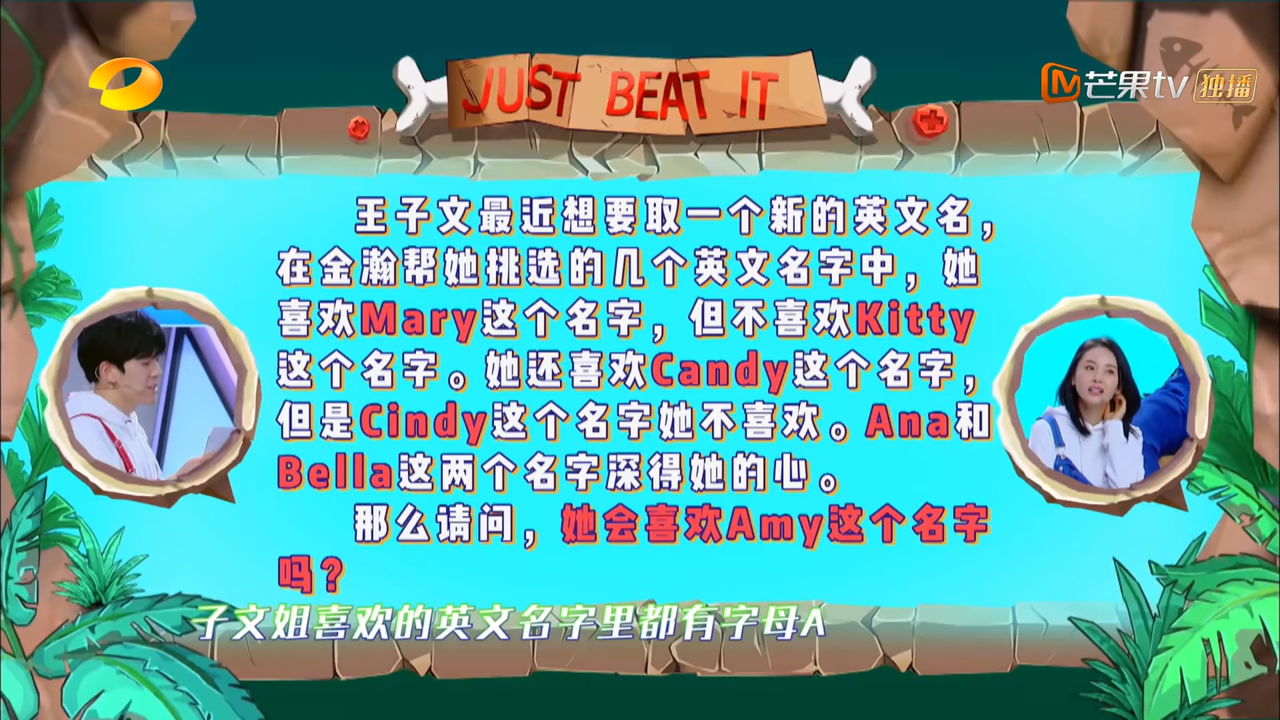 JUST BEAT IT
芒果tv 独播
王子文最近想要取一个新的英文名，
在金瀚帮她挑选的几个英文名字中，她
喜欢Mary这个名字，但不喜欢Kitty
这个名字。她还喜欢Candy这个名字，
但是Cindy这个名字她不喜欢。Ana和
Bella这两个名字深得她的心。
那么请问，她会喜欢Amy这个名字
吗？
子文姐喜欢的英文名字里都有字母A